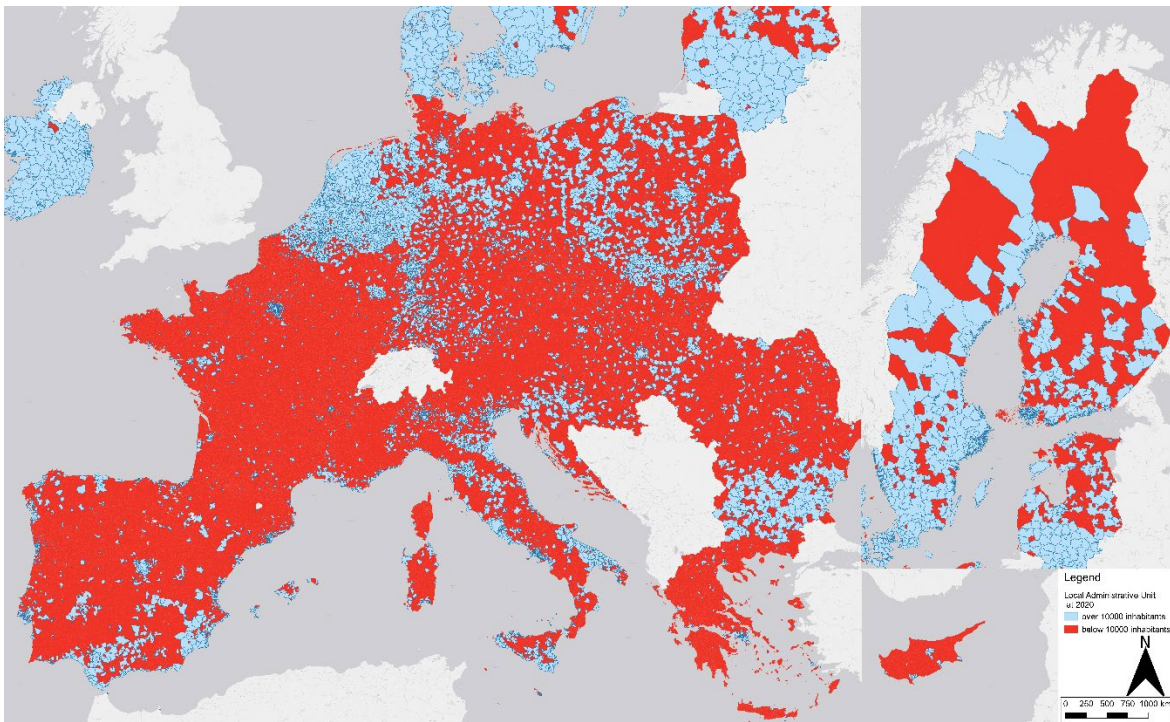 Legend
Local Administrative Unit
at 2020
over 10000 inhabitants
below 10000 inhabitants
N
0 250 500 750 1000 km